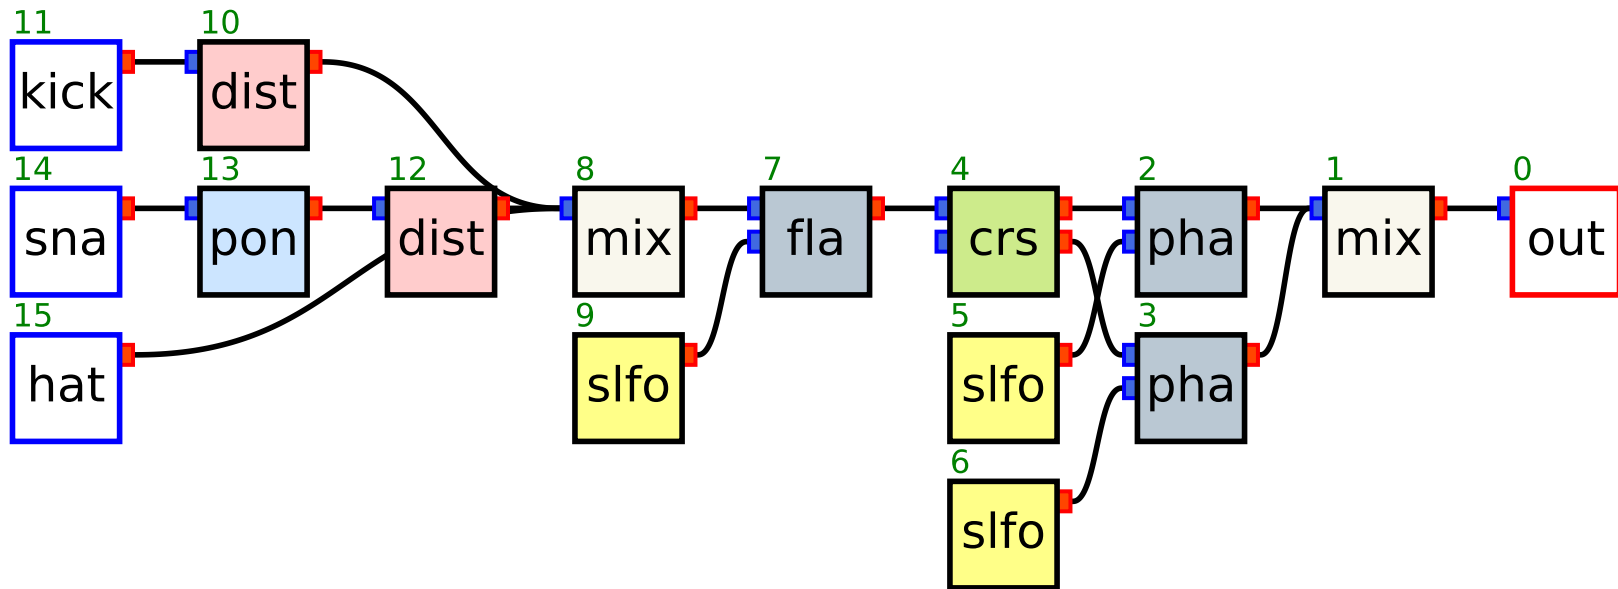 11 10
kick dist
14 13 12 8 7 4 2 1 0
sna pon dist mix fla crs pha mix out
15 9 5 3
hat slfo slfo pha
6
slfo